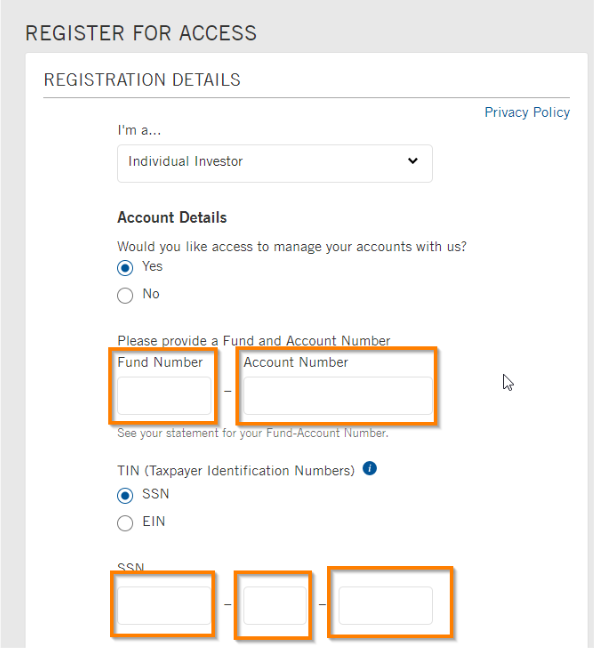 REGISTER FOR ACCESS
REGISTRATION DETAILS
Privacy Policy
I'm a...
Individual Investor
Account Details
Would you like access to manage your accounts with us?
Yes
No
Please provide a Fund and Account Number
Fund Number
Account Number
–
See your statement for your Fund-Account Number.
TIN (Taxpayer Identification Numbers) i
SSN
EIN
SSN
– –